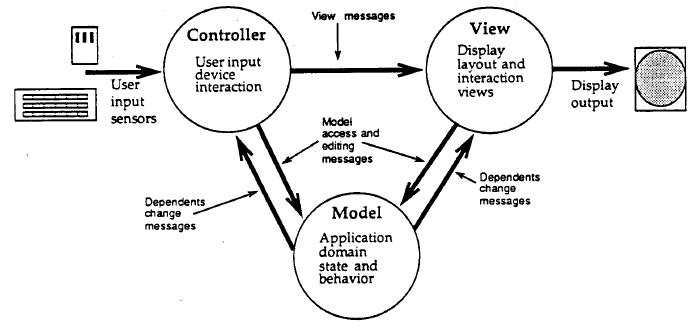 View messages
Controller
User input
device
interaction
View
Display
layout and
interaction
views
User
input
sensors
Display
output
Model
access and
editing
messages
Dependents
change
messages
Dependents
change
messages
Model
Application
domain
state and
behavior